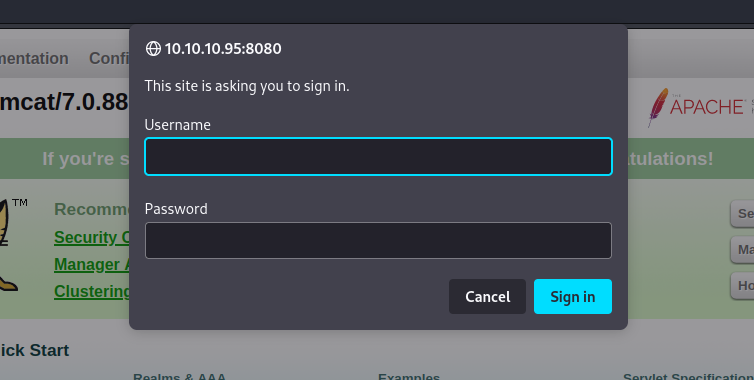 10.10.10.95:8080
This site is asking you to sign in.
Username
Password
Cancel Sign in
mentation Confi
mcat/7.0.88
APACHE
If you're s tulations!
TM
Recomm
Security C
Manager A
Clustering
Se
Ma
Ho
ick Start
Realms & AAA Examples Servlet Specification